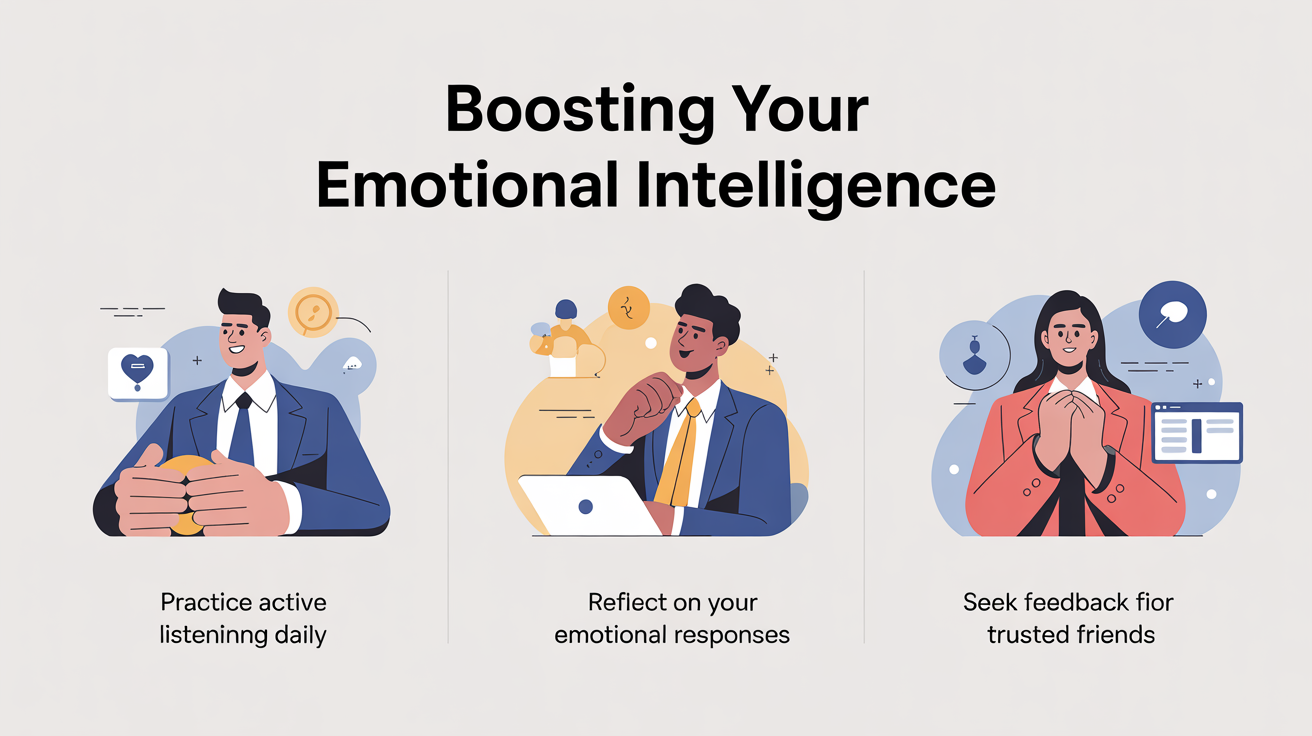 Boosting Your
Emotional Intelligence
Practice active
listeninng daily
Reflect on your
emotional responses
Seek feedback fior
trusted friends